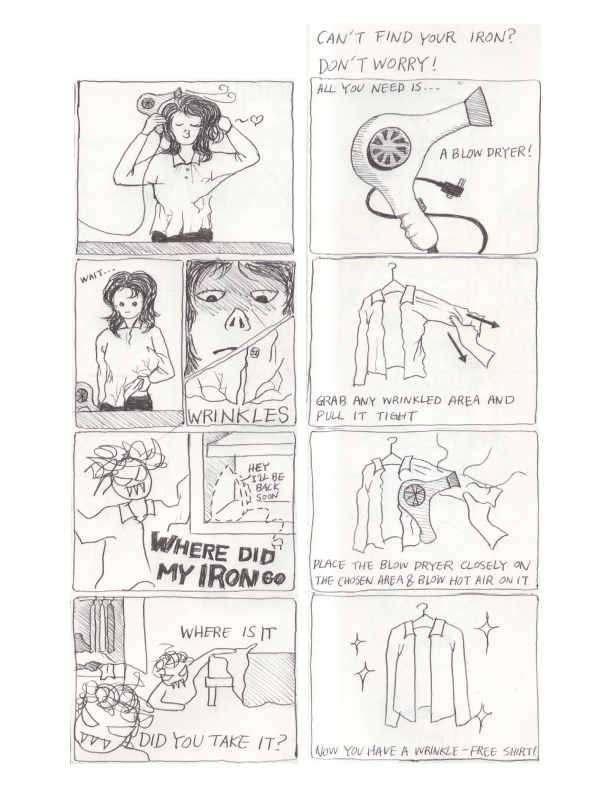 WAIT...
WRINKLES
HEY
I'LL BE
BACK
SOON
WHERE DID
MY IRON GO
WHERE IS IT
DID YOU TAKE IT?
CAN'T FIND YOUR IRON?
DON'T WORRY!
ALL YOU NEED IS...
A BLOW DRYER!
GRAB ANY WRINKLED AREA AND
PULL IT TIGHT
PLACE THE BLOW DRYER CLOSELY ON
THE CHOSEN AREA & BLOW HOT AIR ON IT
NOW YOU HAVE A WRINKLE-FREE SHIRT!